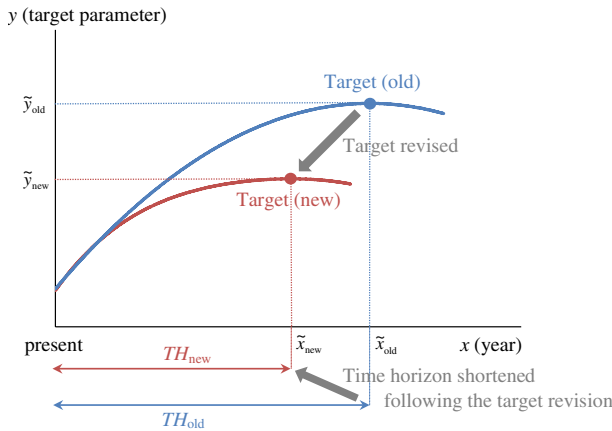 y (target parameter)
Target (old)
ỹold
Target revised
ỹnew
Target (new)
present
x̃new
x̃old
x (year)
THnew
Time horizon shortened
following the target revision
THold